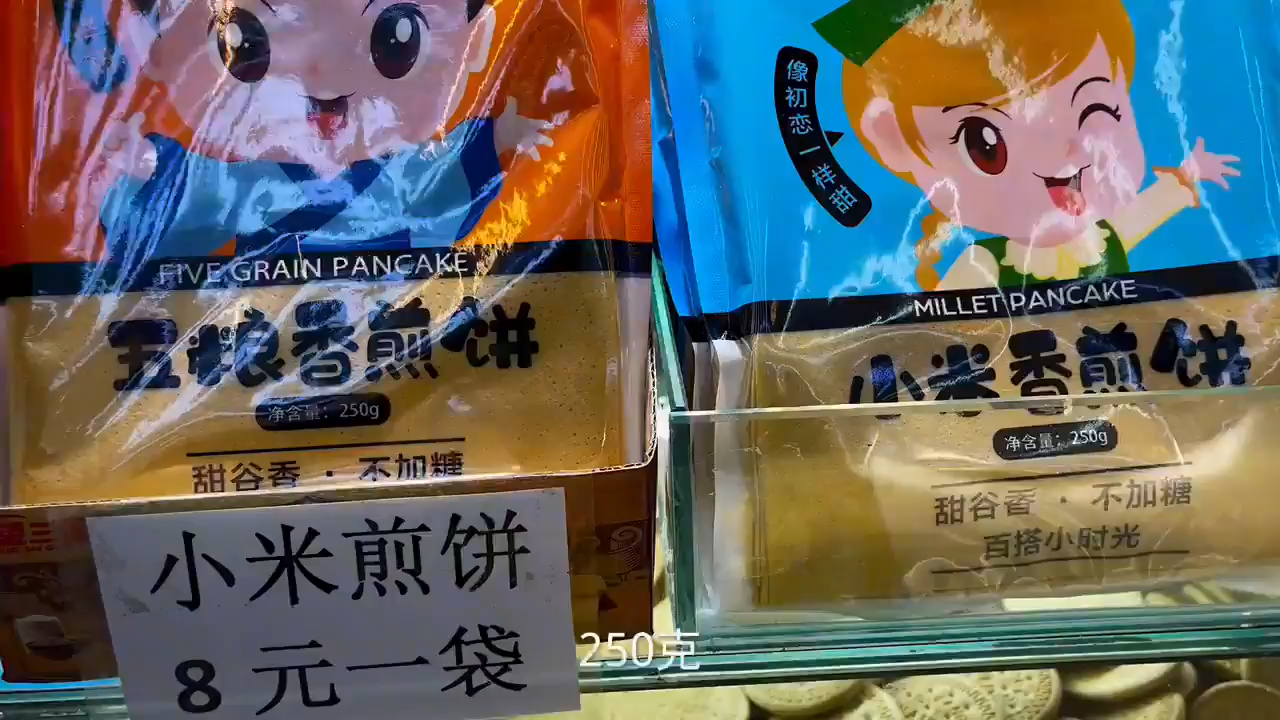 FIVE GRAIN PANCAKE
五粮香煎饼
净含量：250g
甜谷香 · 不加糖
小米煎饼
8元一袋
像初恋一样甜
MILLET PANCAKE
小米香煎饼
净含量：250g
甜谷香 · 不加糖
百搭小时光
250克